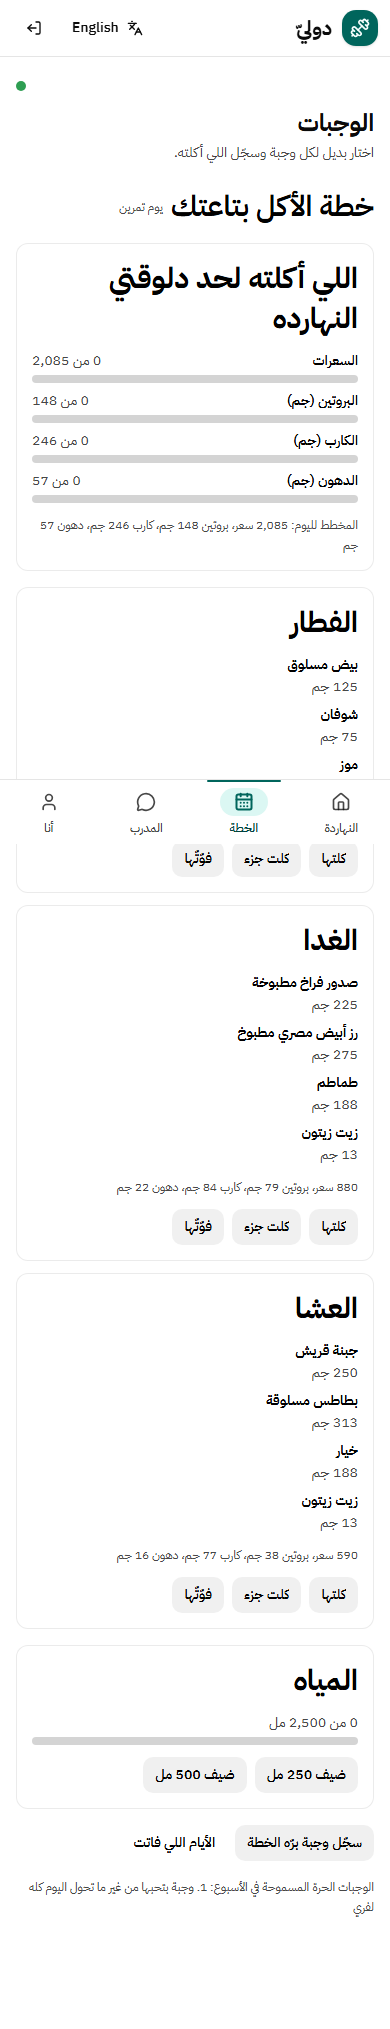 دوليّ
English
الوجبات
اختار بديل لكل وجبة وسجّل اللي أكلته.
خطة الأكل بتاعتك
يوم تمرين
اللي أكلته لحد دلوقتي
النهارده
السعرات
0 من 2,085
البروتين (جم)
0 من 148
الكارب (جم)
0 من 246
الدهون (جم)
0 من 57
المخطط لليوم: 2,085 سعر، بروتين 148 جم، كارب 246 جم، دهون 57
جم
الفطار
بيض مسلوق
125 جم
شوفان
75 جم
موز
النهاردة
الخطة
المدرب
أنا
كلتها
كلت جزء
فوّتّها
الغدا
صدور فراخ مطبوخة
225 جم
رز أبيض مصري مطبوخ
275 جم
طماطم
188 جم
زيت زيتون
13 جم
880 سعر، بروتين 79 جم، كارب 84 جم، دهون 22 جم
كلتها
كلت جزء
فوّتّها
العشا
جبنة قريش
250 جم
بطاطس مسلوقة
313 جم
خيار
188 جم
زيت زيتون
13 جم
590 سعر، بروتين 38 جم، كارب 77 جم، دهون 16 جم
كلتها
كلت جزء
فوّتّها
المياه
0 من 2,500 مل
ضيف 250 مل
ضيف 500 مل
سجّل وجبة برّه الخطة
الأيام اللي فاتت
الوجبات الحرة المسموحة في الأسبوع: 1. وجبة بتحبها من غير ما تحول اليوم كله
لفري